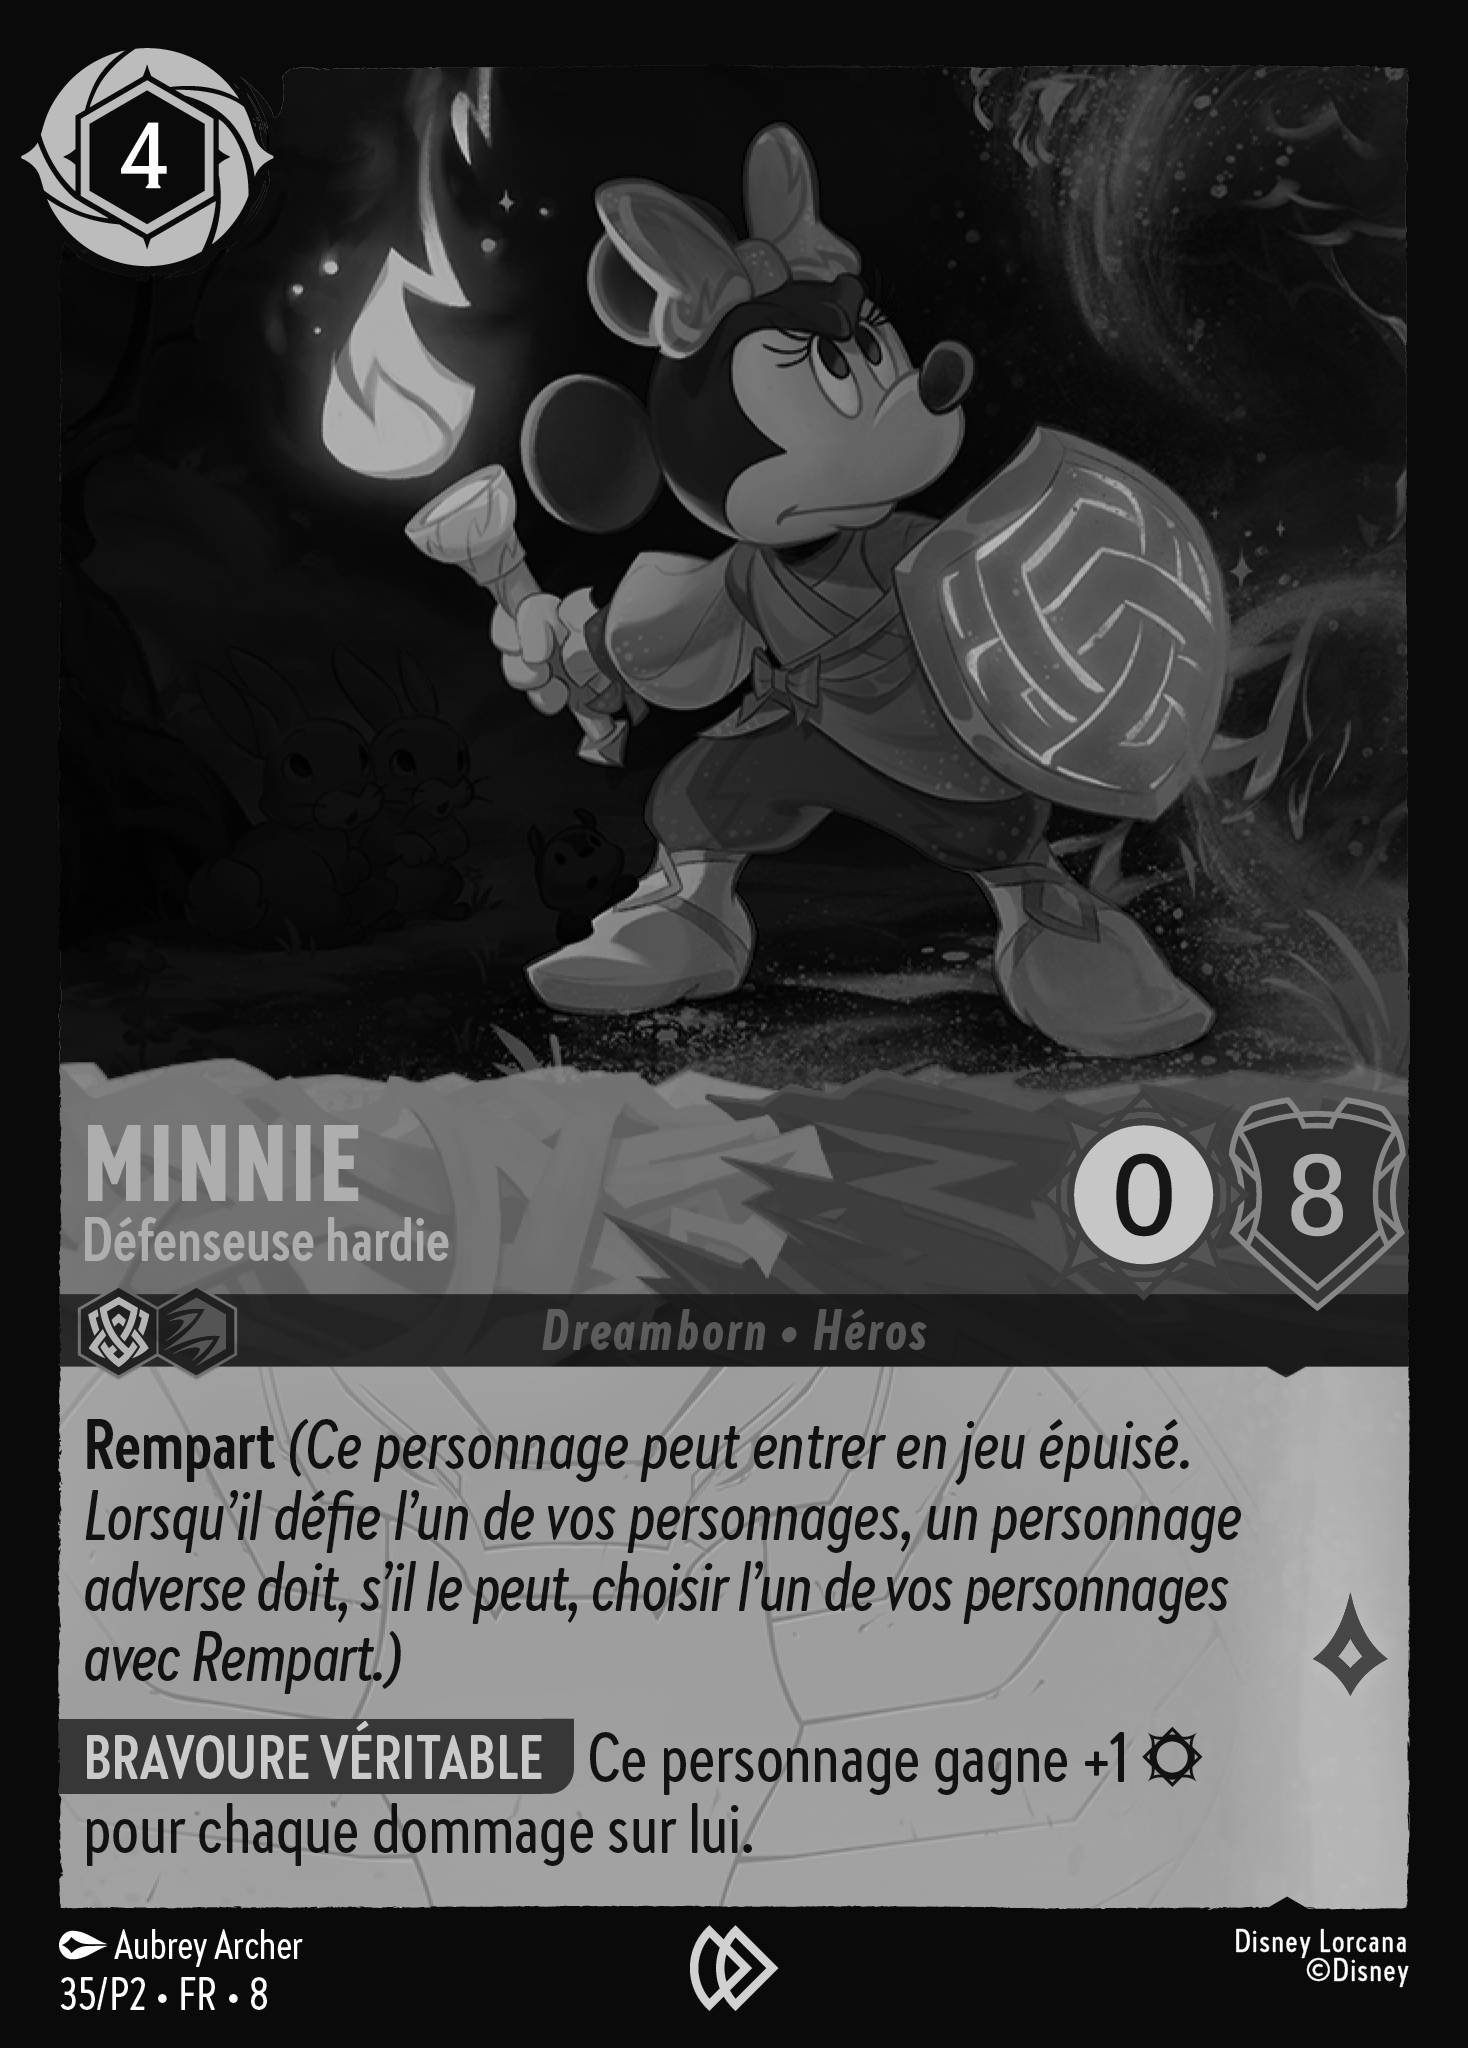 4
MINNIE
Défenseuse hardie
0
8
Dreamborn • Héros
Rempart (Ce personnage peut entrer en jeu épuisé.
Lorsqu'il défie l'un de vos personnages, un personnage
adverse doit, s'il le peut, choisir l'un de vos personnages
avec Rempart.)
BRAVOURE VÉRITABLE Ce personnage gagne +1
pour chaque dommage sur lui.
Aubrey Archer
35/P2 • FR • 8
Disney Lorcana
©Disney